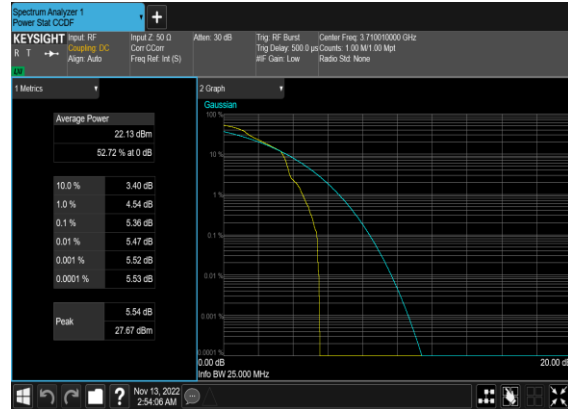 Spectrum Analyzer 1
Power Stat CCDF
KEYSIGHT
R T
LM
Input: RF
Coupling: DC
Align: Auto
Input Z: 50 Ω
Corr CCorr
Freq Ref: Int (S)
Atten: 30 dB
Trig: RF Burst
Trig Delay: 500.0 µs
#IF Gain: Low
Center Freq: 3.710010000 GHz
Counts: 1.00 M/1.00 Mpt
Radio Std: None
1 Metrics
Average Power
22.13 dBm
52.72 % at 0 dB
10.0 % 3.40 dB
1.0 % 4.54 dB
0.1 % 5.36 dB
0.01 % 5.47 dB
0.001 % 5.52 dB
0.0001 % 5.53 dB
Peak
5.54 dB
27.67 dBm
2 Graph
Gaussian
100 %
10 %
1 %
0.1 %
0.01 %
0.001 %
0.0001 %
0.00 dB
20.00 dB
Info BW 25.000 MHz
?
Nov 13, 2022
2:54:06 AM